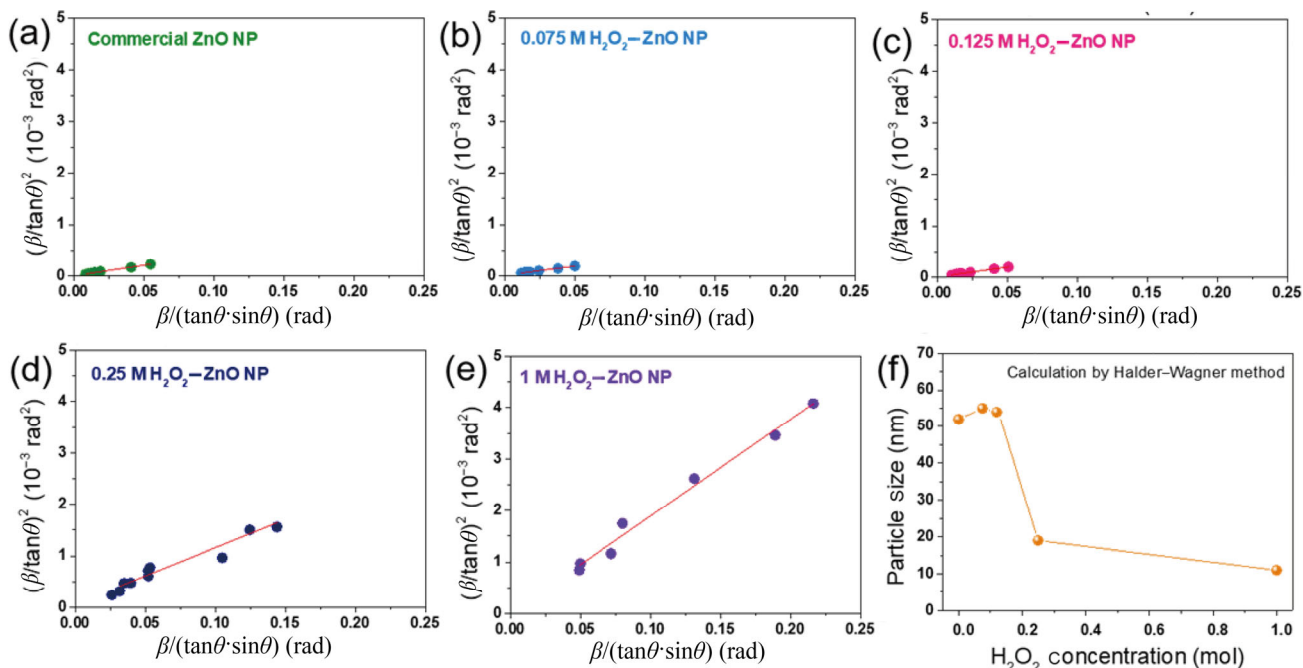 (a)
Commercial ZnO NP
5
4
3
2
1
0
(β/tanθ)² (10⁻³ rad²)
0.00 0.05 0.10 0.15 0.20 0.25
β/(tanθ·sinθ) (rad)
(b)
0.075 M H₂O₂–ZnO NP
5
4
3
2
1
0
(β/tanθ)² (10⁻³ rad²)
0.00 0.05 0.10 0.15 0.20 0.25
β/(tanθ·sinθ) (rad)
(c)
0.125 M H₂O₂–ZnO NP
5
4
3
2
1
0
(β/tanθ)² (10⁻³ rad²)
0.00 0.05 0.10 0.15 0.20 0.25
β/(tanθ·sinθ) (rad)
(d)
0.25 M H₂O₂–ZnO NP
5
4
3
2
1
0
(β/tanθ)² (10⁻³ rad²)
0.00 0.05 0.10 0.15 0.20 0.25
β/(tanθ·sinθ) (rad)
(e)
1 M H₂O₂–ZnO NP
5
4
3
2
1
0
(β/tanθ)² (10⁻³ rad²)
0.00 0.05 0.10 0.15 0.20 0.25
β/(tanθ·sinθ) (rad)
(f)
Calculation by Halder–Wagner method
70
60
50
40
30
20
10
0
Particle size (nm)
0.0 0.2 0.4 0.6 0.8 1.0
H₂O₂ concentration (mol)